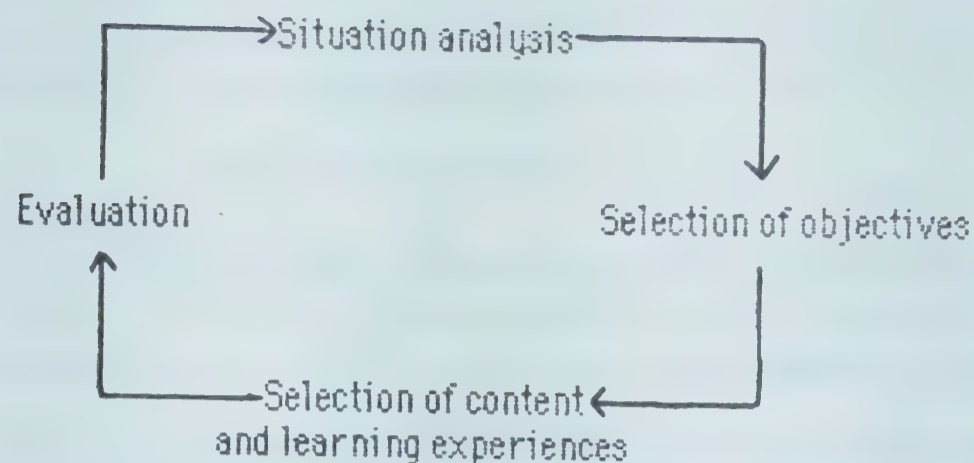 Situation analysis
Evaluation
Selection of objectives
Selection of content
and learning experiences